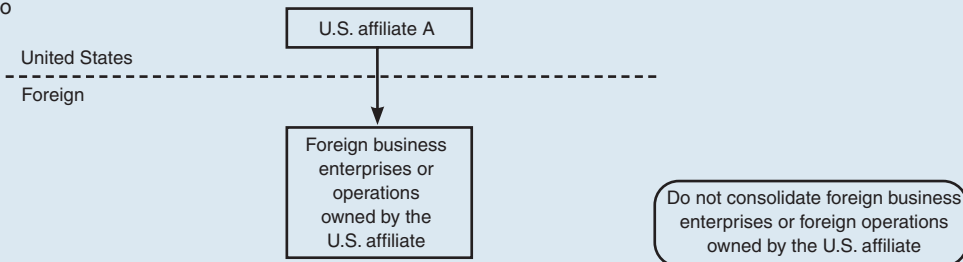 o
U.S. affiliate A
United States
Foreign
Foreign business
enterprises or
operations
owned by the
U.S. affiliate
Do not consolidate foreign business
enterprises or foreign operations
owned by the U.S. affiliate